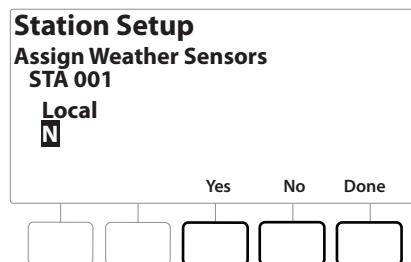 Station Setup
Assign Weather Sensors
STA 001
Local
N
Yes No Done